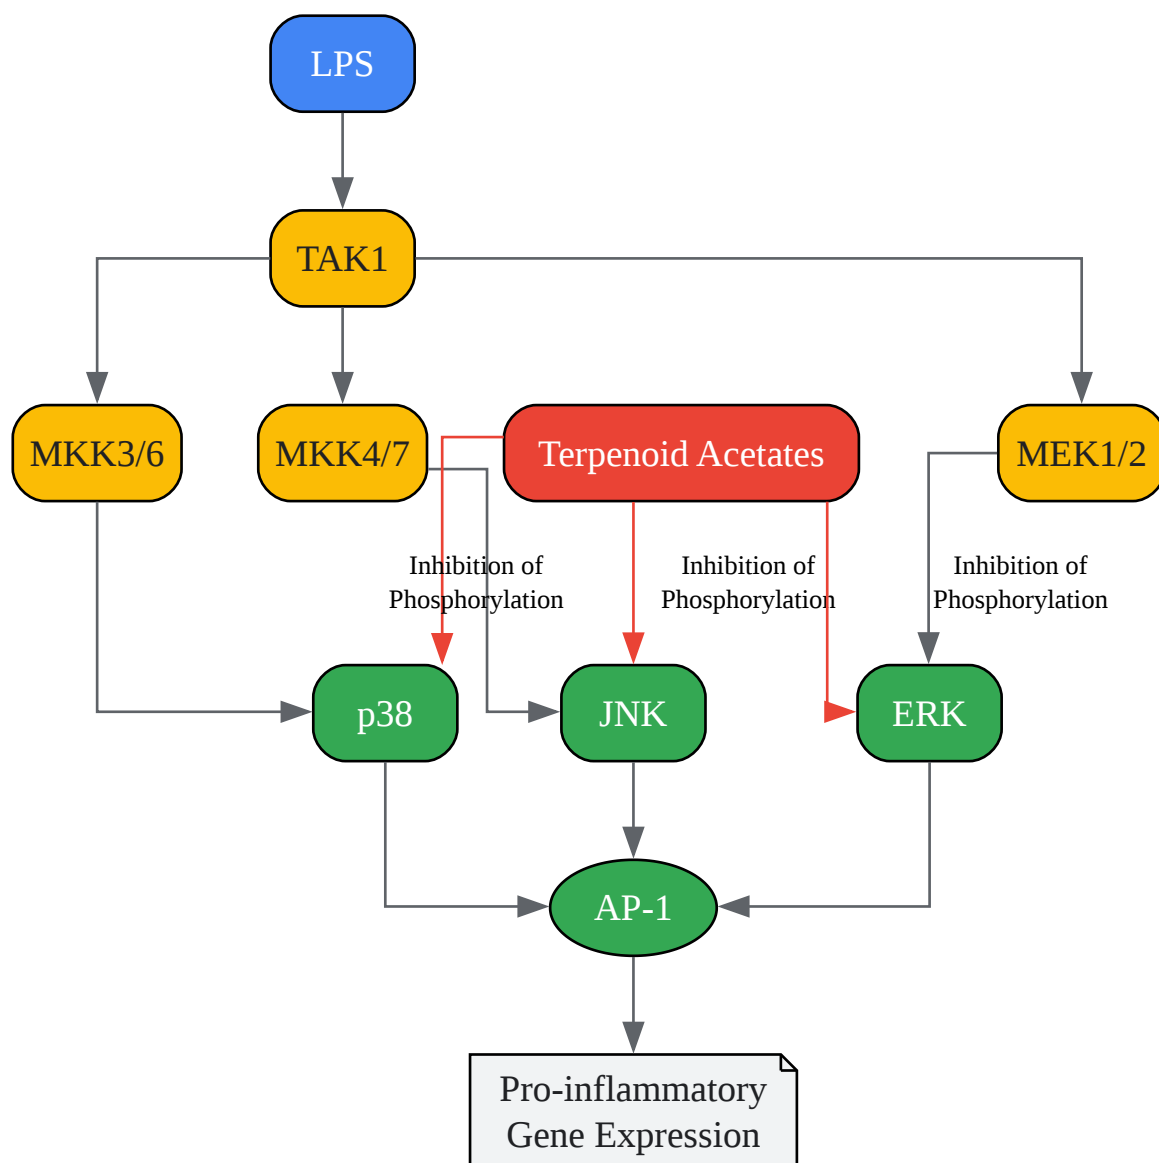 LPS
TAK1
MKK3/6
MKK4/7
Terpenoid Acetates
MEK1/2
Inhibition of
Phosphorylation
Inhibition of
Phosphorylation
Inhibition of
Phosphorylation
p38
JNK
ERK
AP-1
Pro-inflammatory
Gene Expression